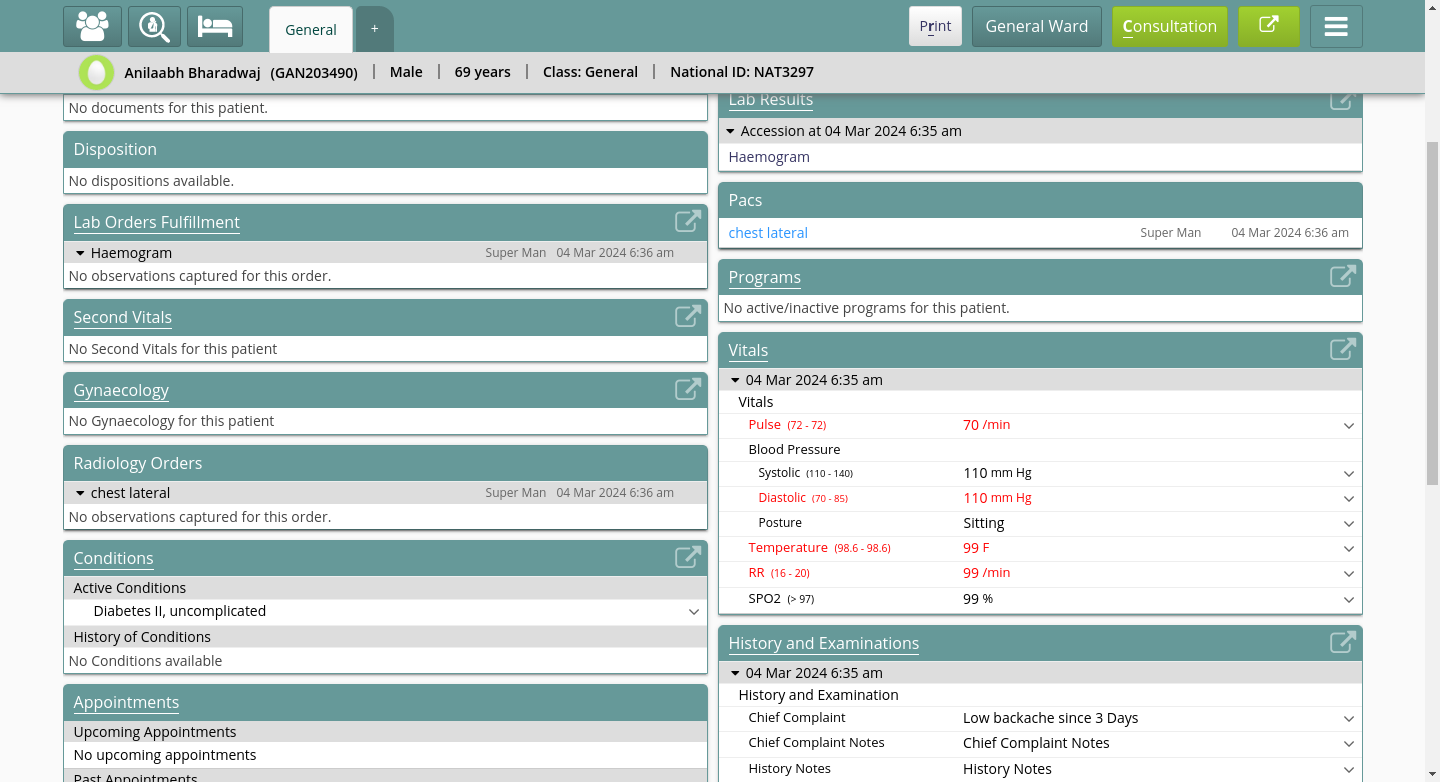 General
+
Print
General Ward
Consultation
Anilaabh Bharadwaj (GAN203490) | Male | 69 years | Class: General | National ID: NAT3297
No documents for this patient.
Disposition
No dispositions available.
Lab Orders Fulfillment
Haemogram Super Man 04 Mar 2024 6:36 am
No observations captured for this order.
Second Vitals
No Second Vitals for this patient
Gynaecology
No Gynaecology for this patient
Radiology Orders
chest lateral Super Man 04 Mar 2024 6:36 am
No observations captured for this order.
Conditions
Active Conditions
Diabetes II, uncomplicated
History of Conditions
No Conditions available
Appointments
Upcoming Appointments
No upcoming appointments
Past Appointments
Lab Results
Accession at 04 Mar 2024 6:35 am
Haemogram
Pacs
chest lateral Super Man 04 Mar 2024 6:36 am
Programs
No active/inactive programs for this patient.
Vitals
04 Mar 2024 6:35 am
Vitals
Pulse (72 - 72) 70 /min
Blood Pressure
Systolic (110 - 140) 110 mm Hg
Diastolic (70 - 85) 110 mm Hg
Posture Sitting
Temperature (98.6 - 98.6) 99 F
RR (16 - 20) 99 /min
SPO2 (> 97) 99 %
History and Examinations
04 Mar 2024 6:35 am
History and Examination
Chief Complaint Low backache since 3 Days
Chief Complaint Notes Chief Complaint Notes
History Notes History Notes